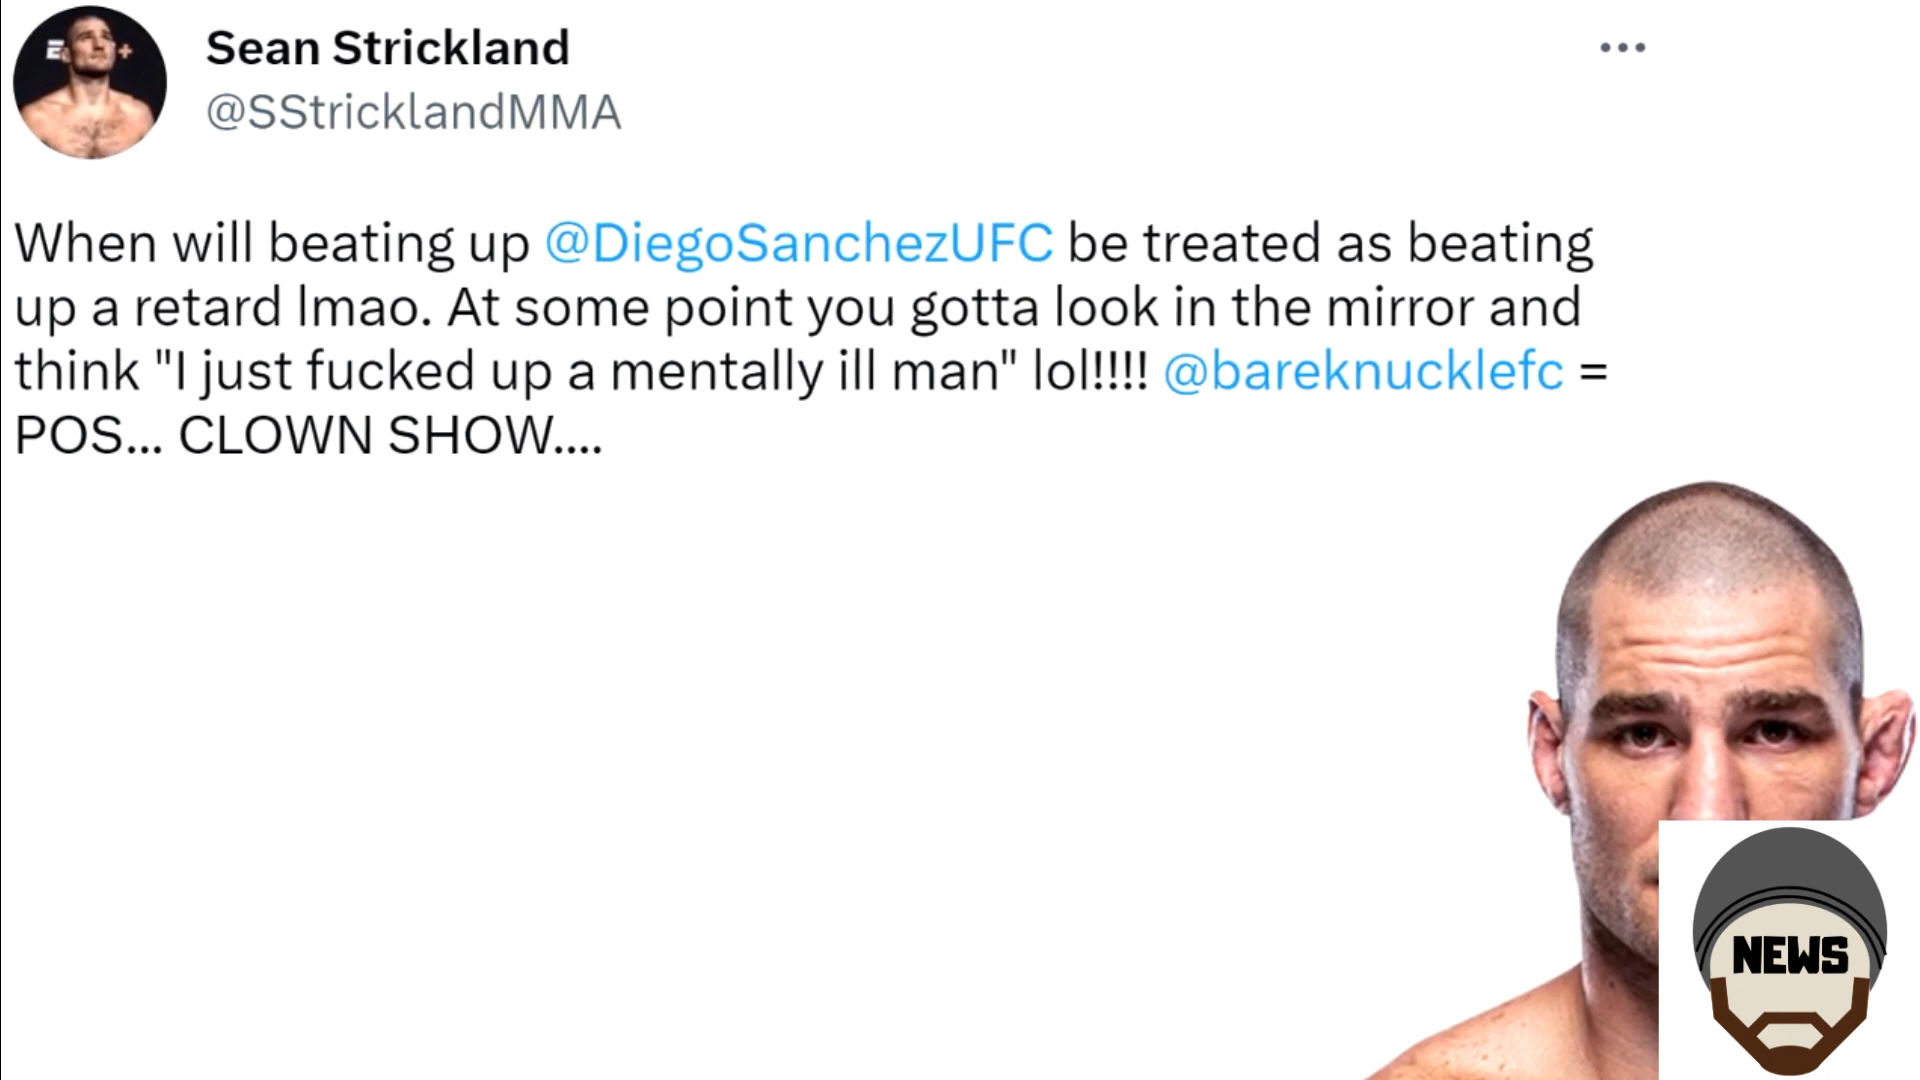 Sean Strickland
@SStricklandMMA
When will beating up @DiegoSanchezUFC be treated as beating
up a retard lmao. At some point you gotta look in the mirror and
think "I just fucked up a mentally ill man" lol!!!! @bareknucklefc =
POS... CLOWN SHOW....
NEWS